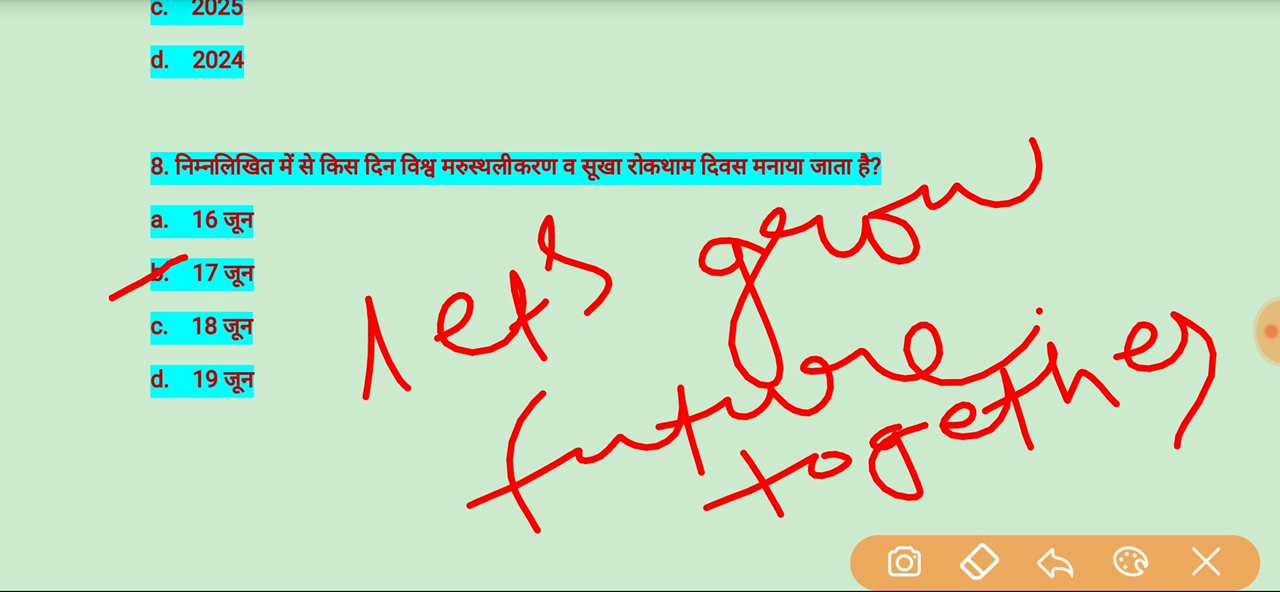 c. 2025
d. 2024
8. निम्नलिखित में से किस दिन विश्व मरुस्थलीकरण व सूखा रोकथाम दिवस मनाया जाता है?
a. 16 जून
b. 17 जून
c. 18 जून
d. 19 जून
let's grow
future
together